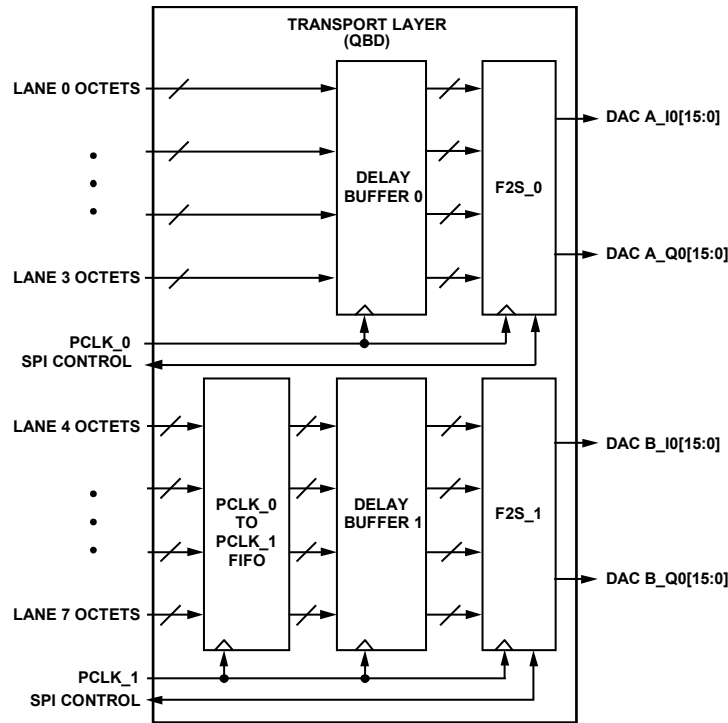 TRANSPORT LAYER
(QBD)
LANE 0 OCTETS
LANE 3 OCTETS
DELAY
BUFFER 0
F2S_0
DAC A_I0[15:0]
DAC A_Q0[15:0]
PCLK_0
SPI CONTROL
LANE 4 OCTETS
LANE 7 OCTETS
PCLK_0
TO
PCLK_1
FIFO
DELAY
BUFFER 1
F2S_1
DAC B_I0[15:0]
DAC B_Q0[15:0]
PCLK_1
SPI CONTROL